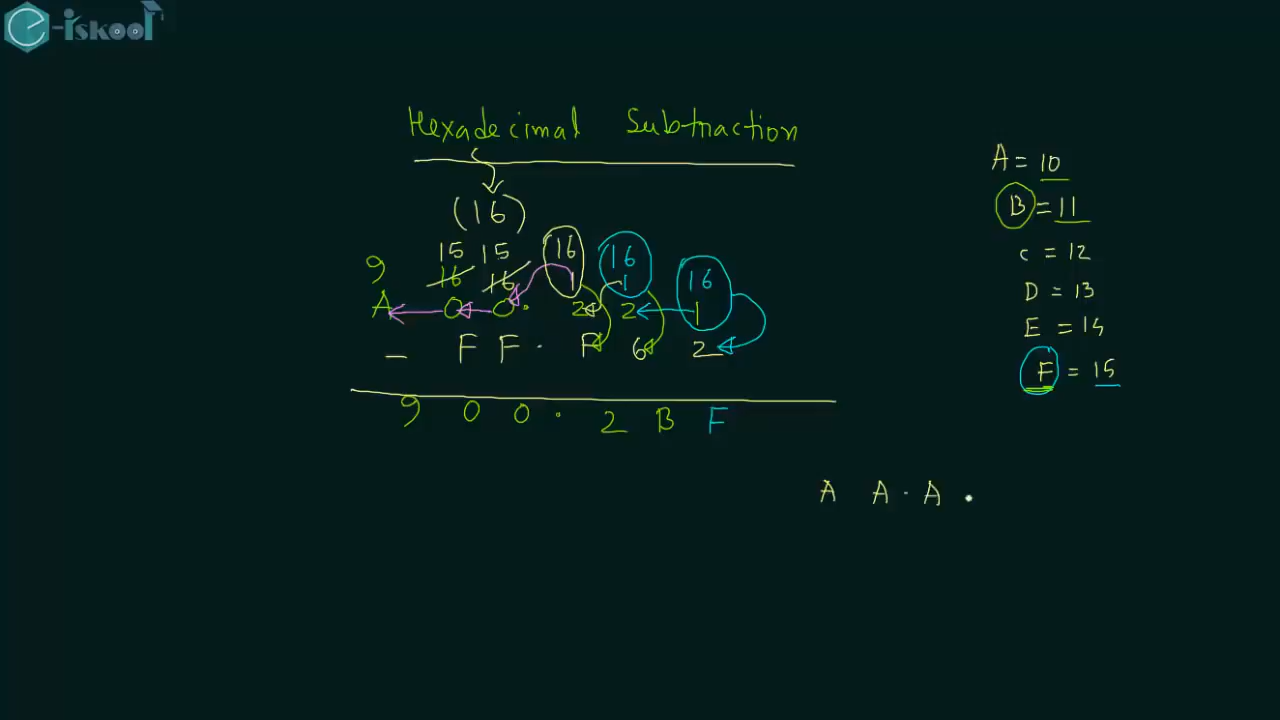 e-iskool
Hexadecimal Subtraction
(16)
A = 10
B = 11
C = 12
D = 13
E = 14
F = 15
15 15 16 16 16
9 16 16 1 1
A 0 0 . 2 2 1
- F F . F 6 2
9 0 0 . 2 B F
A A . A